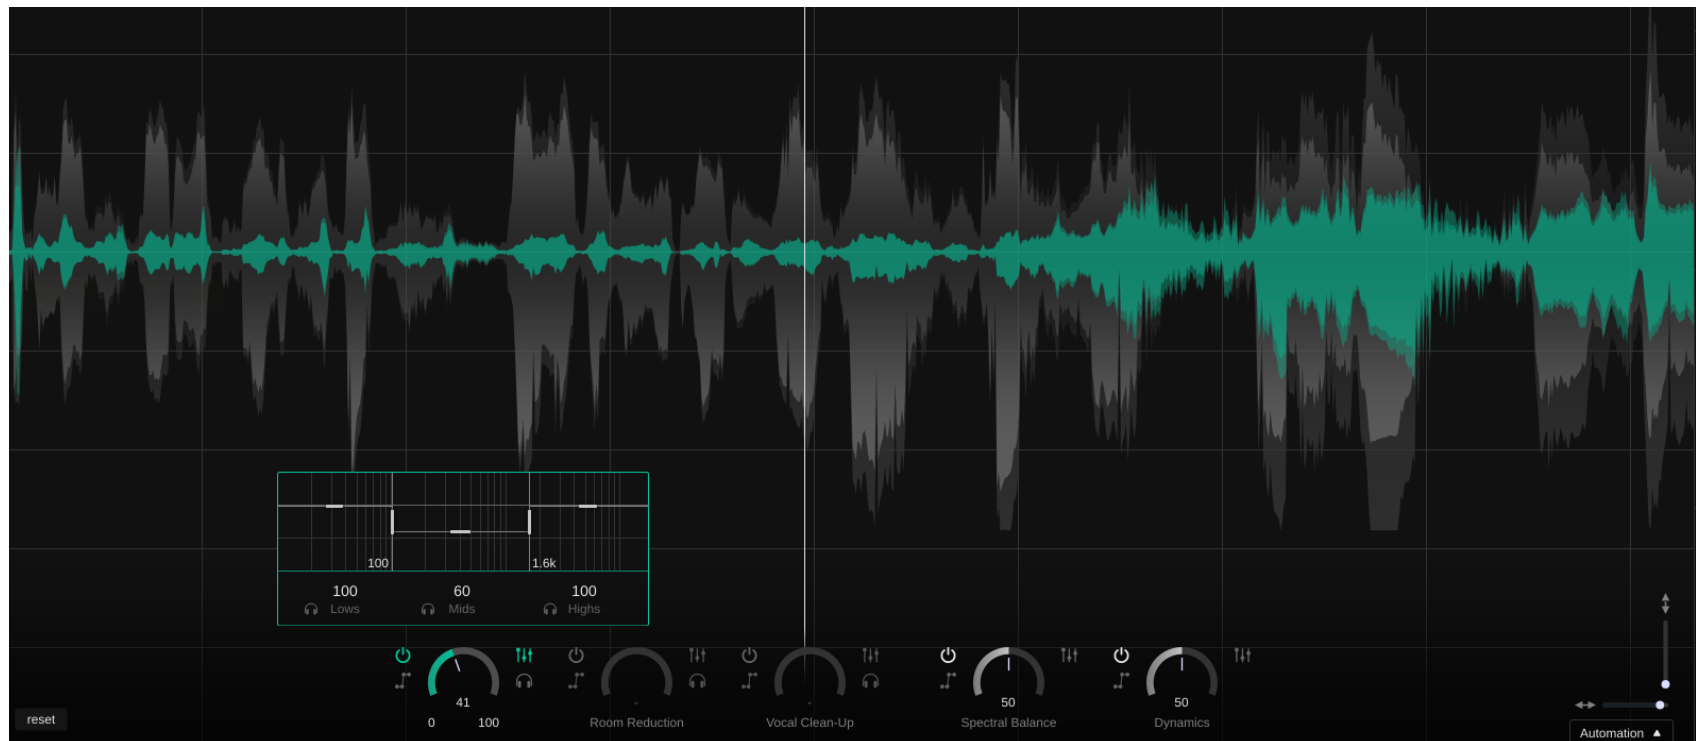 100
1.6k
100 60 100
Lows Mids Highs
41 - - 50 50
0 100 Room Reduction Vocal Clean-Up Spectral Balance Dynamics
reset
Automation